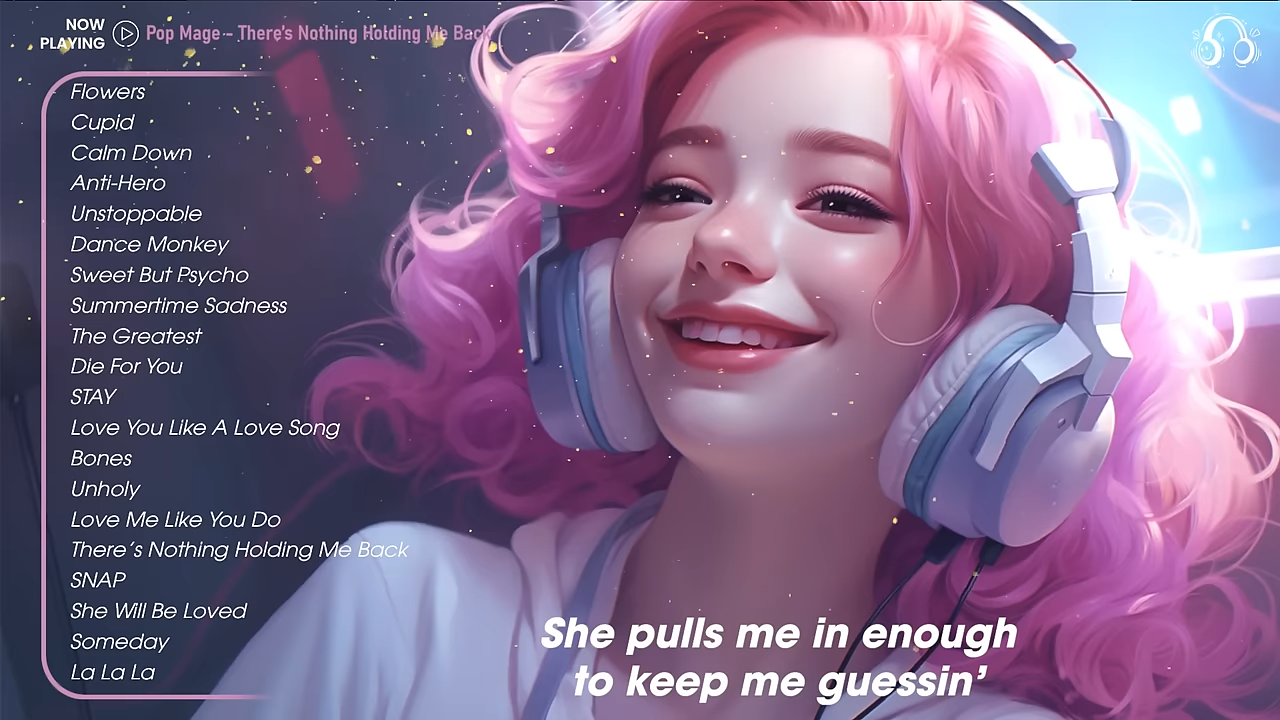 NOW
PLAYING
Pop Mage – There's Nothing Holding Me Back
Flowers
Cupid
Calm Down
Anti-Hero
Unstoppable
Dance Monkey
Sweet But Psycho
Summertime Sadness
The Greatest
Die For You
STAY
Love You Like A Love Song
Bones
Unholy
Love Me Like You Do
There´s Nothing Holding Me Back
SNAP
She Will Be Loved
Someday
La La La
She pulls me in enough
to keep me guessin’